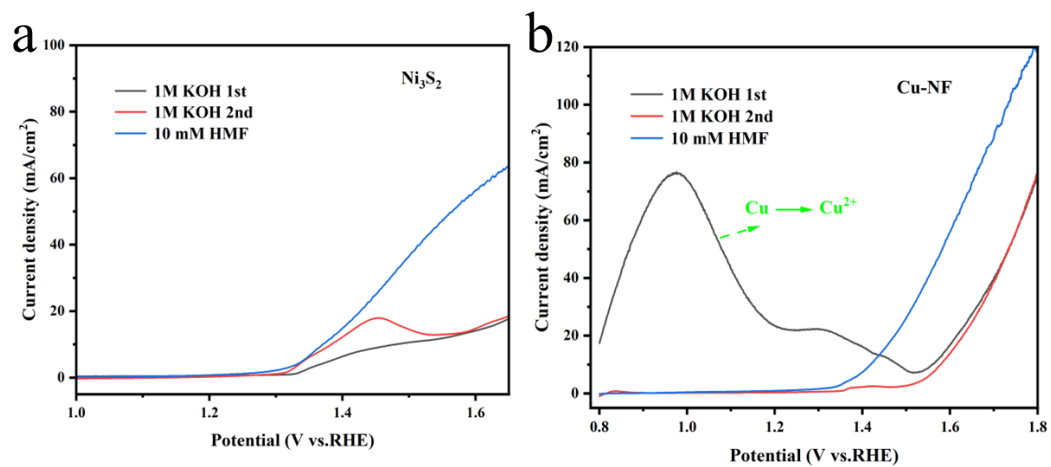 a
Ni₃S₂
1M KOH 1st
1M KOH 2nd
10 mM HMF
Current density (mA/cm²)
100
80
60
40
20
0
1.0 1.2 1.4 1.6
Potential (V vs.RHE)
b
Cu-NF
1M KOH 1st
1M KOH 2nd
10 mM HMF
Cu → Cu²⁺
Current density (mA/cm²)
120
100
80
60
40
20
0
0.8 1.0 1.2 1.4 1.6 1.8
Potential (V vs.RHE)